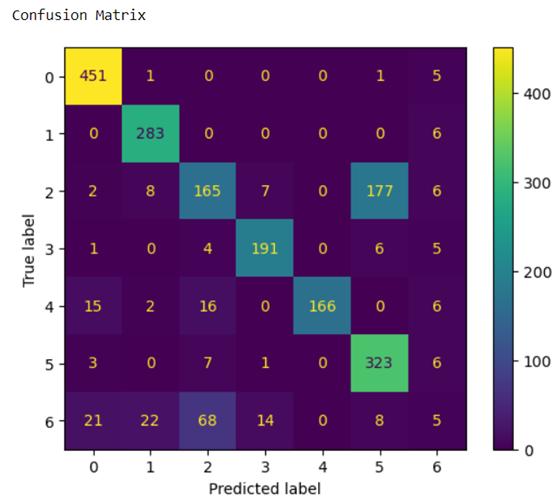 Confusion Matrix
0 451 1 0 0 0 1 5
1 0 283 0 0 0 0 6
2 2 8 165 7 0 177 6
3 1 0 4 191 0 6 5
4 15 2 16 0 166 0 6
5 3 0 7 1 0 323 6
6 21 22 68 14 0 8 5
0 1 2 3 4 5 6
True label
Predicted label
400
300
200
100
0